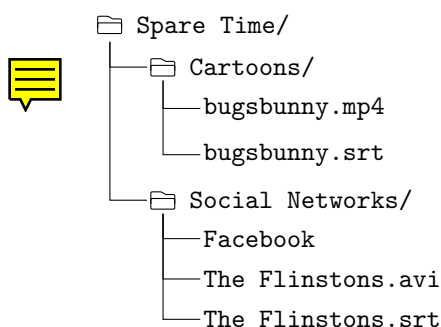 Spare Time/
Cartoons/
bugsbunny.mp4
bugsbunny.srt
Social Networks/
Facebook
The Flinstons.avi
The Flinstons.srt